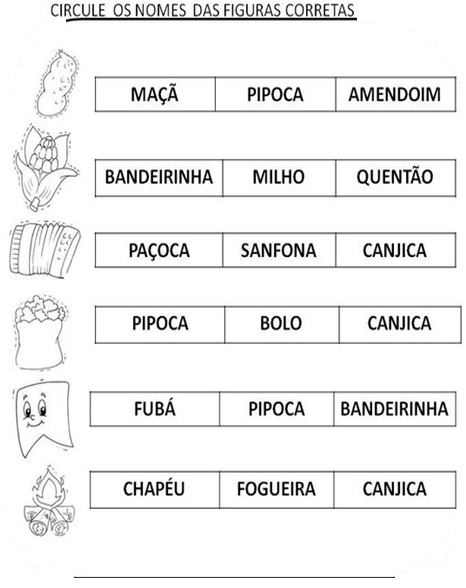 CIRCULE OS NOMES DAS FIGURAS CORRETAS
MAÇÃ PIPOCA AMENDOIM
BANDEIRINHA MILHO QUENTÃO
PAÇOCA SANFONA CANJICA
PIPOCA BOLO CANJICA
FUBÁ PIPOCA BANDEIRINHA
CHAPÉU FOGUEIRA CANJICA